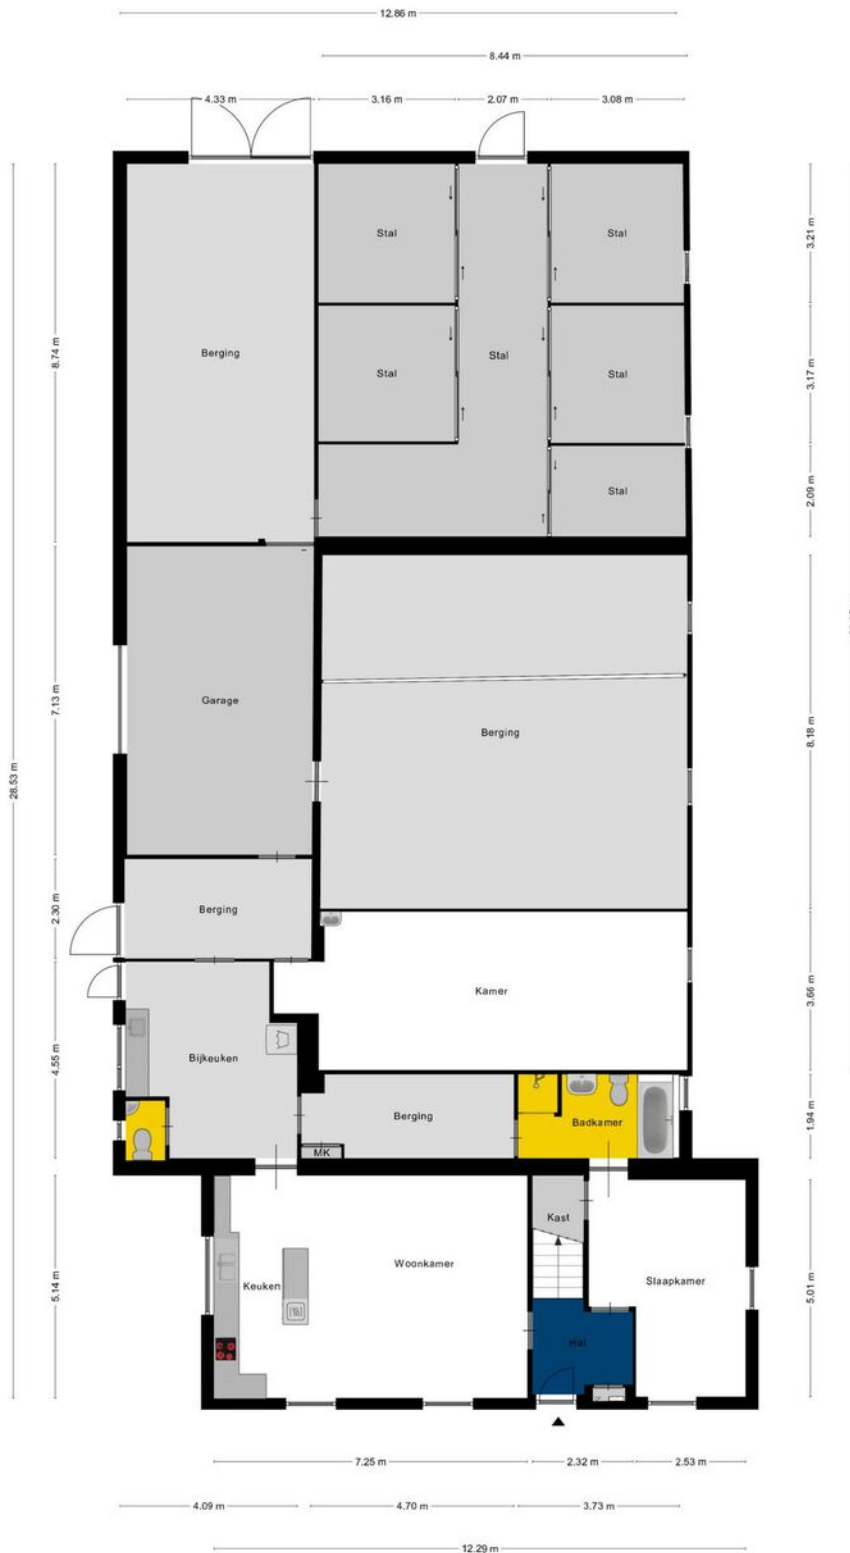 12.86 m
8.44 m
4.33 m
3.16 m
2.07 m
3.08 m
Stal
Stal
3.21 m
Berging
8.74 m
Stal
Stal
Stal
3.17 m
Stal
2.09 m
28.53 m
7.13 m
Garage
Berging
8.18 m
2.30 m
Berging
Kamer
3.66 m
4.55 m
Bijkeuken
Berging
MK
Badkamer
1.94 m
Kast
Woonkamer
Keuken
5.14 m
Slaapkamer
5.01 m
Hal
7.25 m
2.32 m
2.53 m
4.09 m
4.70 m
3.73 m
12.29 m